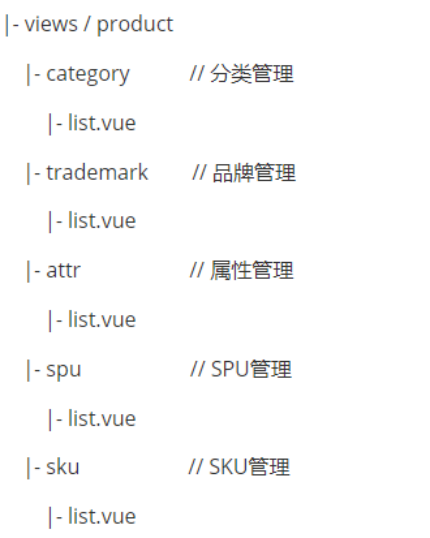 |- views / product
|- category // 分类管理
|- list.vue
|- trademark // 品牌管理
|- list.vue
|- attr // 属性管理
|- list.vue
|- spu // SPU管理
|- list.vue
|- sku // SKU管理
|- list.vue